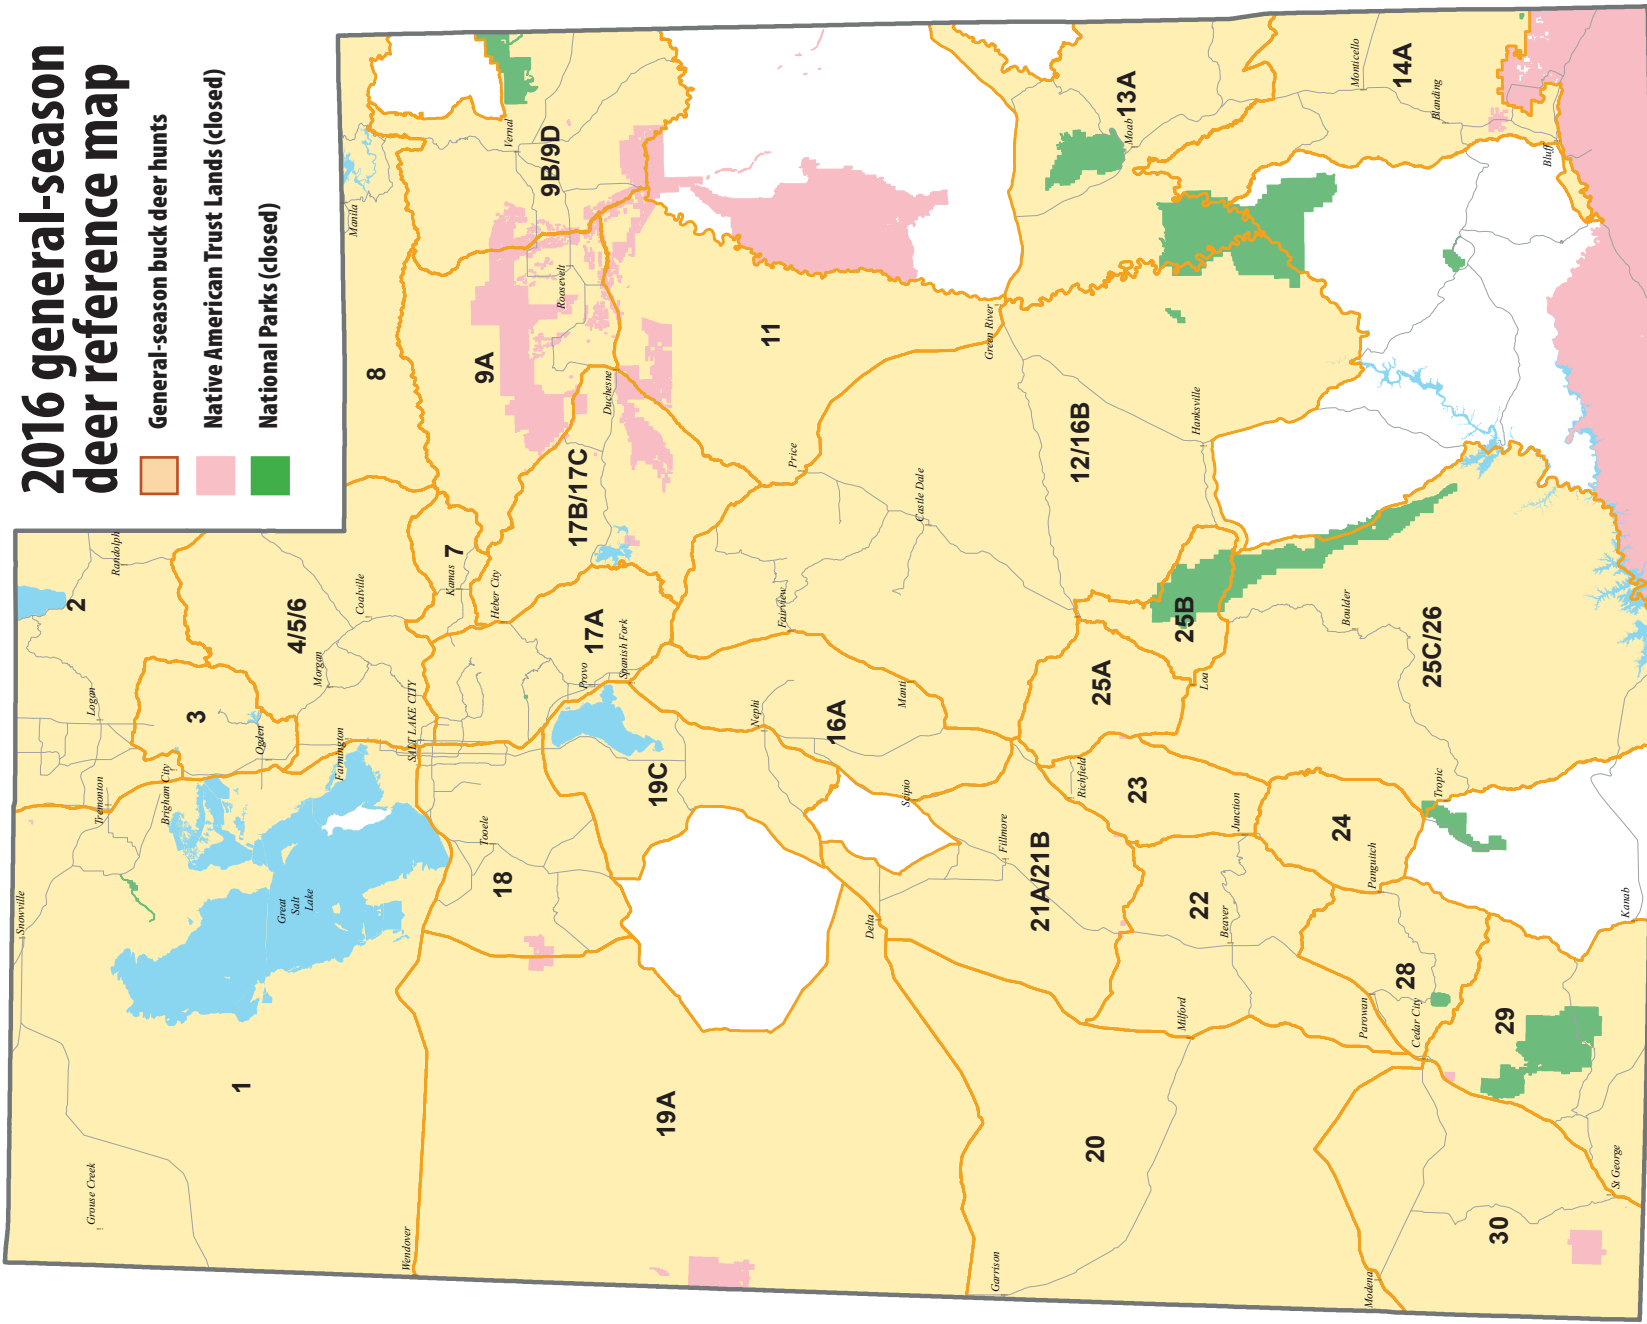 2016 general-season
deer reference map
General-season buck deer hunts
Native American Trust Lands (closed)
National Parks (closed)
Snowville
Tremonton
Logan
Randolph
2
Grouse Creek
1
Brigham City
3
Ogden
Great
Salt
Lake
Morgan
4/5/6
Coalville
Farmington
Manila
8
Wendover
SALT LAKE CITY
Kamas
7
Heber City
9A
Vernal
9B/9D
Roosevelt
Tooele
18
Provo
17A
Spanish Fork
17B/17C
Duchesne
19A
19C
Nephi
Fairview
Price
11
16A
Manti
Castle Dale
Delta
Scipio
Green River
Garrison
20
Fillmore
21A/21B
Richfield
25A
12/16B
13A
Moab
Milford
22
Beaver
23
Junction
Loa
25B
Hanksville
Boulder
25C/26
Monticello
14A
Blanding
Bluff
24
Panguitch
Tropic
Parowan
28
Cedar City
29
Modena
30
St George
Kanab